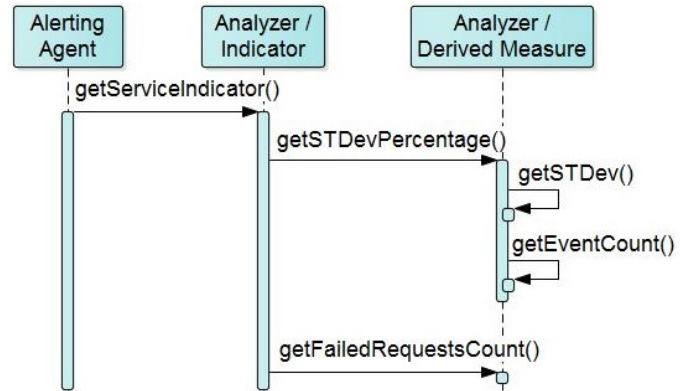 Alerting
Agent
Analyzer /
Indicator
Analyzer /
Derived Measure
getServiceIndicator()
getSTDevPercentage()
getSTDev()
getEventCount()
getFailedRequestsCount()